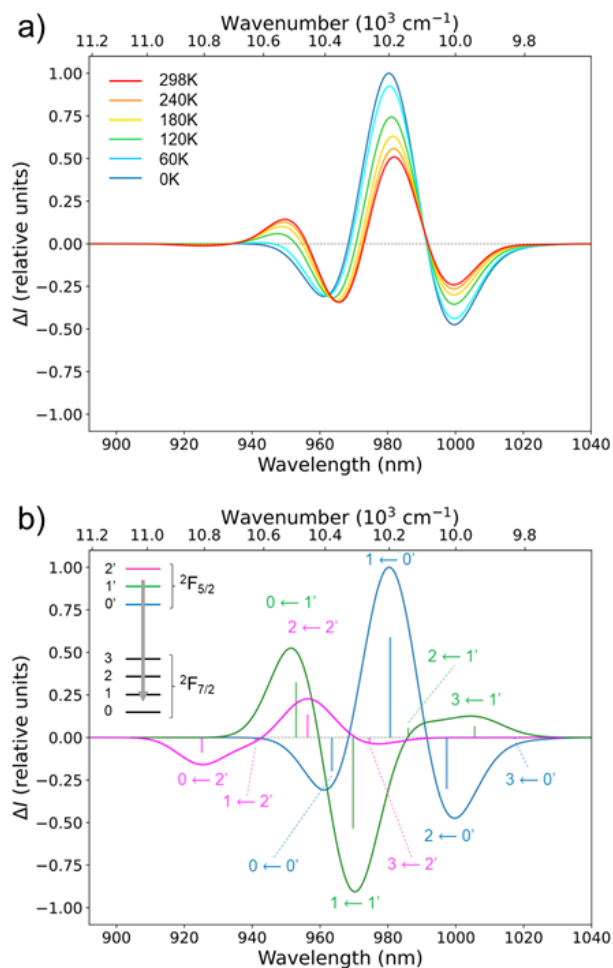 a)
Wavenumber (10³ cm⁻¹)
11.2 11.0 10.8 10.6 10.4 10.2 10.0 9.8
1.00
0.75
0.50
0.25
0.00
−0.25
−0.50
−0.75
−1.00
ΔI (relative units)
298K
240K
180K
120K
60K
0K
900 920 940 960 980 1000 1020 1040
Wavelength (nm)
b)
Wavenumber (10³ cm⁻¹)
11.2 11.0 10.8 10.6 10.4 10.2 10.0 9.8
1.00
0.75
0.50
0.25
0.00
−0.25
−0.50
−0.75
−1.00
ΔI (relative units)
2'
1'
0'
²F₅/₂
3
2
1
0
²F₇/₂
1 ← 0'
0 ← 1'
2 ← 2'
2 ← 1'
3 ← 1'
0 ← 2'
1 ← 2'
3 ← 0'
2 ← 0'
0 ← 0'
3 ← 2'
1 ← 1'
900 920 940 960 980 1000 1020 1040
Wavelength (nm)